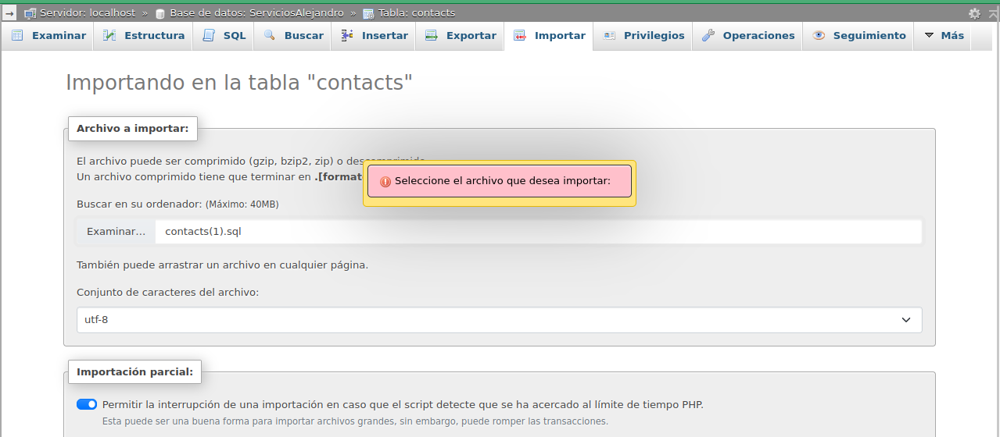 Servidor: localhost » Base de datos: ServiciosAlejandro » Tabla: contacts
Examinar Estructura SQL Buscar Insertar Exportar Importar Privilegios Operaciones Seguimiento Más
Importando en la tabla "contacts"
Archivo a importar:
El archivo puede ser comprimido (gzip, bzip2, zip) o descomprimido.
Un archivo comprimido tiene que terminar en .[format
Seleccione el archivo que desea importar:
Buscar en su ordenador: (Máximo: 40MB)
Examinar... contacts(1).sql
También puede arrastrar un archivo en cualquier página.
Conjunto de caracteres del archivo:
utf-8
Importación parcial:
Permitir la interrupción de una importación en caso que el script detecte que se ha acercado al límite de tiempo PHP.
Esta puede ser una buena forma para importar archivos grandes, sin embargo, puede romper las transacciones.